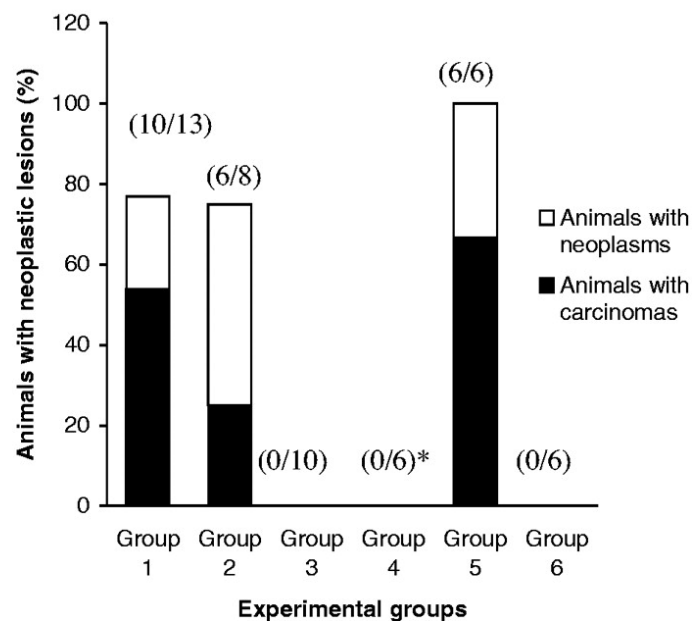 Animals with neoplastic lesions (%)
120
100
80
60
40
20
0
(10/13)
(6/8)
(0/10)
(0/6)*
(6/6)
(0/6)
Animals with
neoplasms
Animals with
carcinomas
Group Group Group Group Group Group
1 2 3 4 5 6
Experimental groups